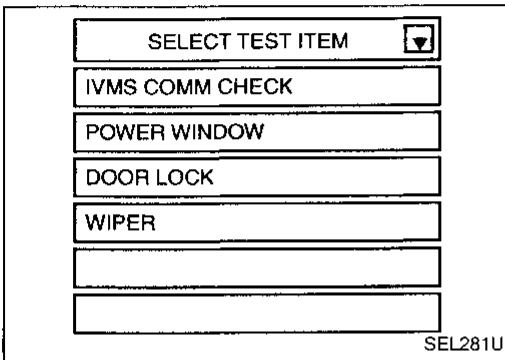 SELECT TEST ITEM
IVMS COMM CHECK
POWER WINDOW
DOOR LOCK
WIPER
SEL281U